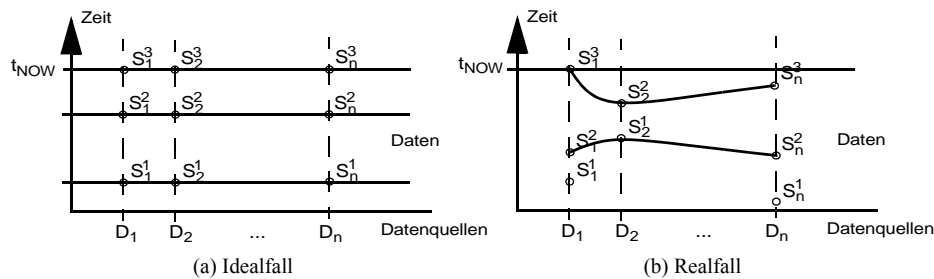 Zeit
t_NOW
S_1^3 S_2^3 S_n^3
S_1^2 S_2^2 S_n^2
Daten
S_1^1 S_2^1 S_n^1
D_1 D_2 ... D_n Datenquellen
(a) Idealfall
Zeit
t_NOW
S_1^3
S_n^3
S_2^2
S_2^1
S_1^2 S_n^2
Daten
S_1^1
S_n^1
D_1 D_2 ... D_n Datenquellen
(b) Realfall